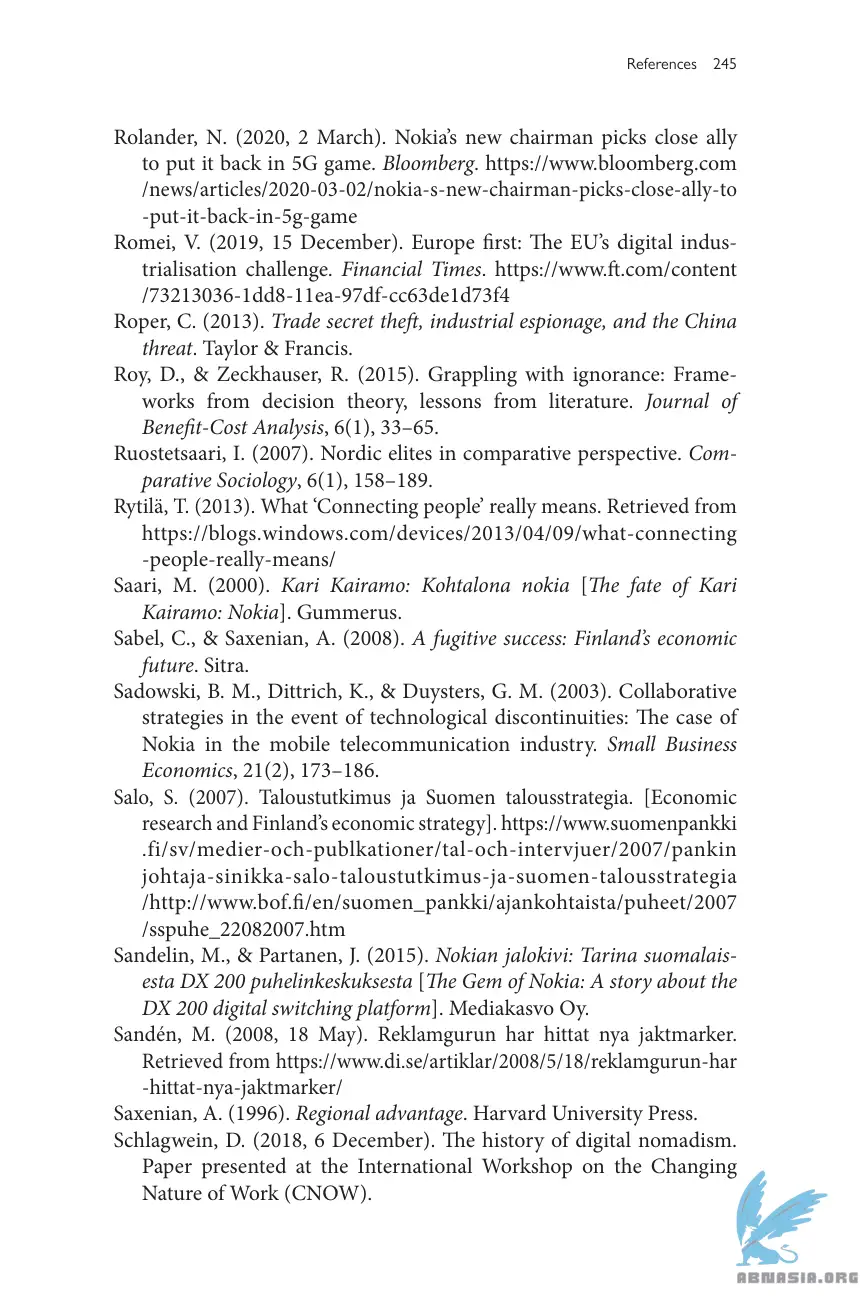 References 245
Rolander, N. (2020, 2 March). Nokia’s new chairman picks close ally
to put it back in 5G game. Bloomberg. https://www.bloomberg.com
/news/articles/2020-03-02/nokia-s-new-chairman-picks-close-ally-to
-put-it-back-in-5g-game
Romei, V. (2019, 15 December). Europe first: The EU’s digital indus-
trialisation challenge. Financial Times. https://www.ft.com/content
/73213036-1dd8-11ea-97df-cc63de1d73f4
Roper, C. (2013). Trade secret theft, industrial espionage, and the China
threat. Taylor & Francis.
Roy, D., & Zeckhauser, R. (2015). Grappling with ignorance: Frame-
works from decision theory, lessons from literature. Journal of
Benefit-Cost Analysis, 6(1), 33–65.
Ruostetsaari, I. (2007). Nordic elites in comparative perspective. Com-
parative Sociology, 6(1), 158–189.
Rytilä, T. (2013). What ‘Connecting people’ really means. Retrieved from
https://blogs.windows.com/devices/2013/04/09/what-connecting
-people-really-means/
Saari, M. (2000). Kari Kairamo: Kohtalona nokia [The fate of Kari
Kairamo: Nokia]. Gummerus.
Sabel, C., & Saxenian, A. (2008). A fugitive success: Finland’s economic
future. Sitra.
Sadowski, B. M., Dittrich, K., & Duysters, G. M. (2003). Collaborative
strategies in the event of technological discontinuities: The case of
Nokia in the mobile telecommunication industry. Small Business
Economics, 21(2), 173–186.
Salo, S. (2007). Taloustutkimus ja Suomen talousstrategia. [Economic
research and Finland’s economic strategy]. https://www.suomenpankki
.fi/sv/medier-och-publkationer/tal-och-intervjuer/2007/pankin
johtaja-sinikka-salo-taloustutkimus-ja-suomen-talousstrategia
/http://www.bof.fi/en/suomen_pankki/ajankohtaista/puheet/2007
/sspuhe_22082007.htm
Sandelin, M., & Partanen, J. (2015). Nokian jalokivi: Tarina suomalais-
esta DX 200 puhelinkeskuksesta [The Gem of Nokia: A story about the
DX 200 digital switching platform]. Mediakasvo Oy.
Sandén, M. (2008, 18 May). Reklamgurun har hittat nya jaktmarker.
Retrieved from https://www.di.se/artiklar/2008/5/18/reklamgurun-har
-hittat-nya-jaktmarker/
Saxenian, A. (1996). Regional advantage. Harvard University Press.
Schlagwein, D. (2018, 6 December). The history of digital nomadism.
Paper presented at the International Workshop on the Changing
Nature of Work (CNOW).
ABNASIA.ORG